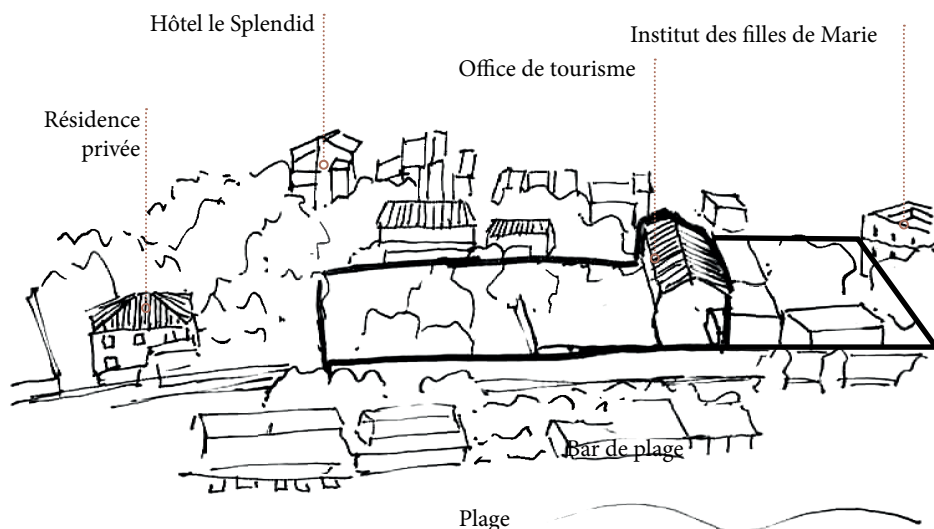 Hôtel le Splendid
Institut des filles de Marie
Office de tourisme
Résidence
privée
Bar de plage
Plage